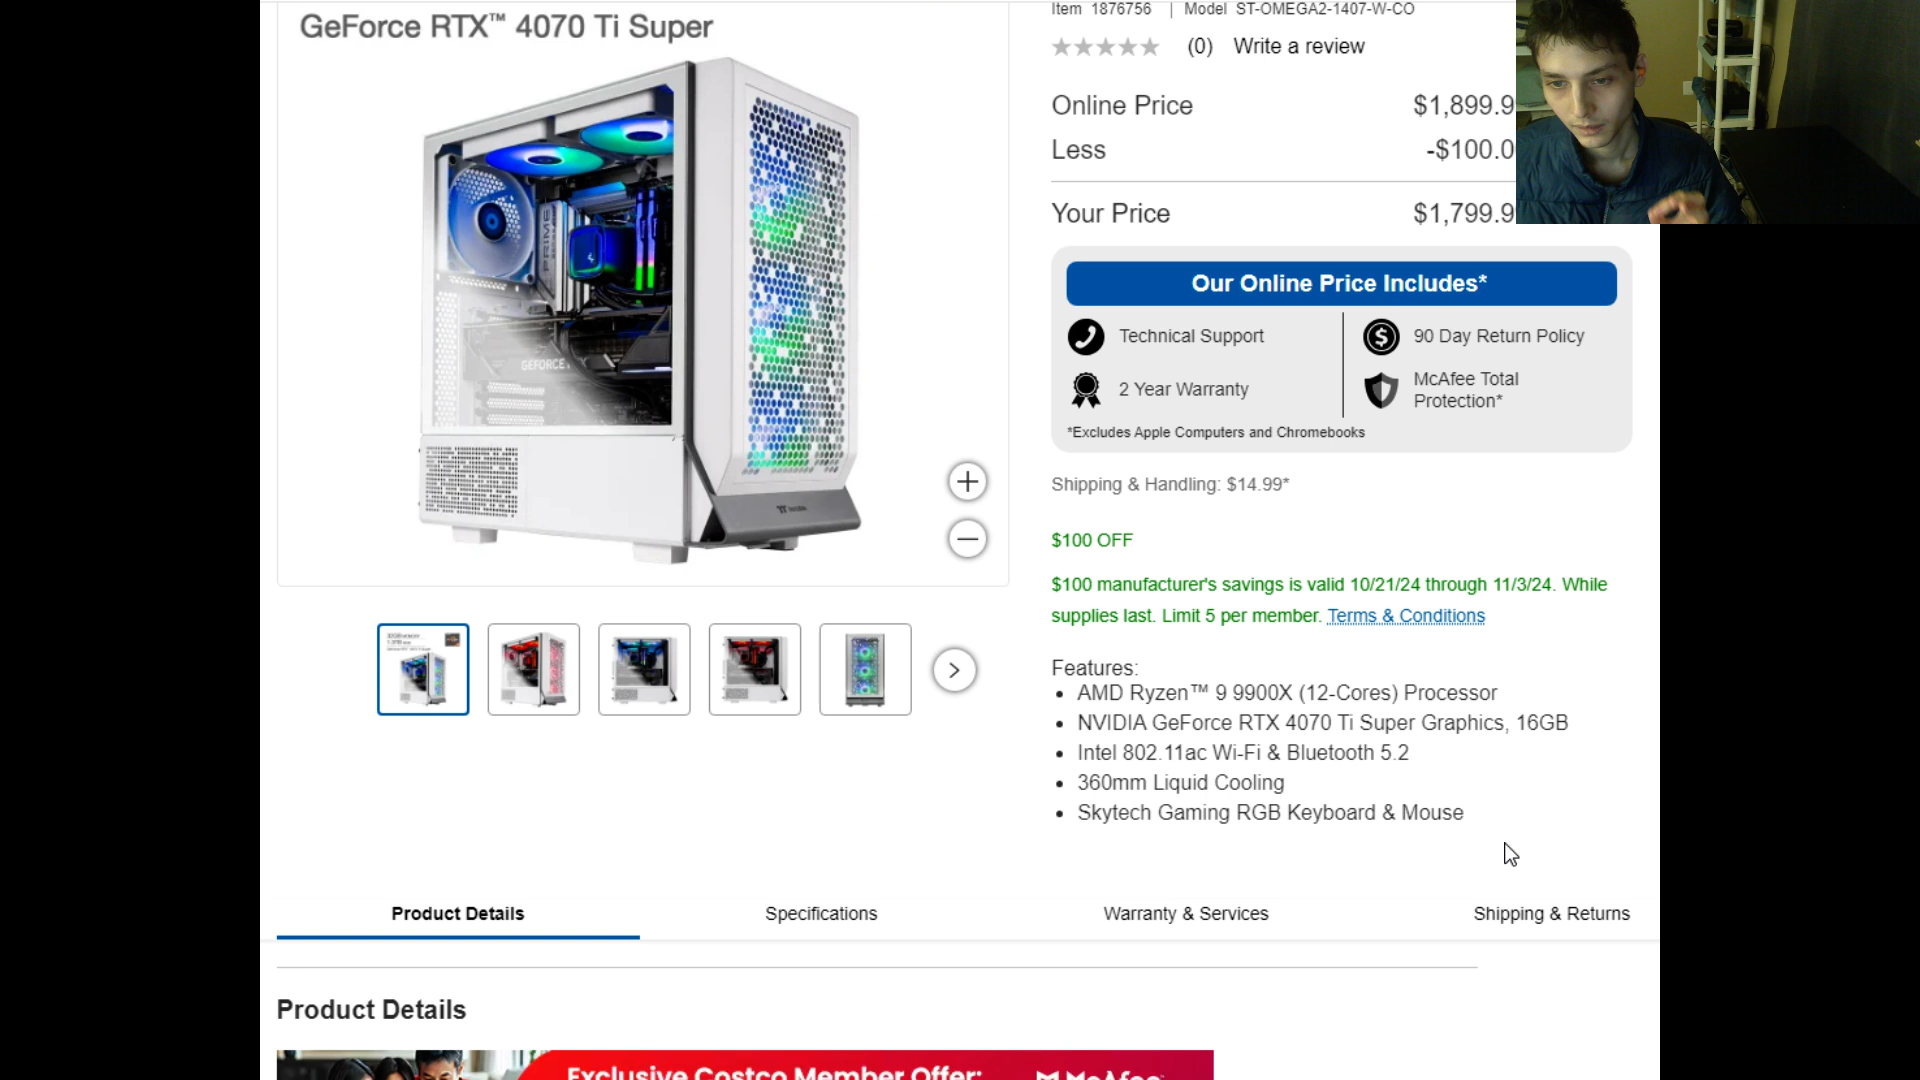 GeForce RTX™ 4070 Ti Super
Item 1876756 | Model ST-OMEGA2-1407-W-CO
(0) Write a review
Online Price $1,899.9
Less -$100.0
Your Price $1,799.9
Our Online Price Includes*
Technical Support
90 Day Return Policy
2 Year Warranty
McAfee Total
Protection*
*Excludes Apple Computers and Chromebooks
Shipping & Handling: $14.99*
$100 OFF
$100 manufacturer's savings is valid 10/21/24 through 11/3/24. While
supplies last. Limit 5 per member. Terms & Conditions
Features:
• AMD Ryzen™ 9 9900X (12-Cores) Processor
• NVIDIA GeForce RTX 4070 Ti Super Graphics, 16GB
• Intel 802.11ac Wi-Fi & Bluetooth 5.2
• 360mm Liquid Cooling
• Skytech Gaming RGB Keyboard & Mouse
PRIME
GEFORCE
Product Details
Specifications
Warranty & Services
Shipping & Returns
Product Details
Exclusive Costco Member Offer:
McAfee